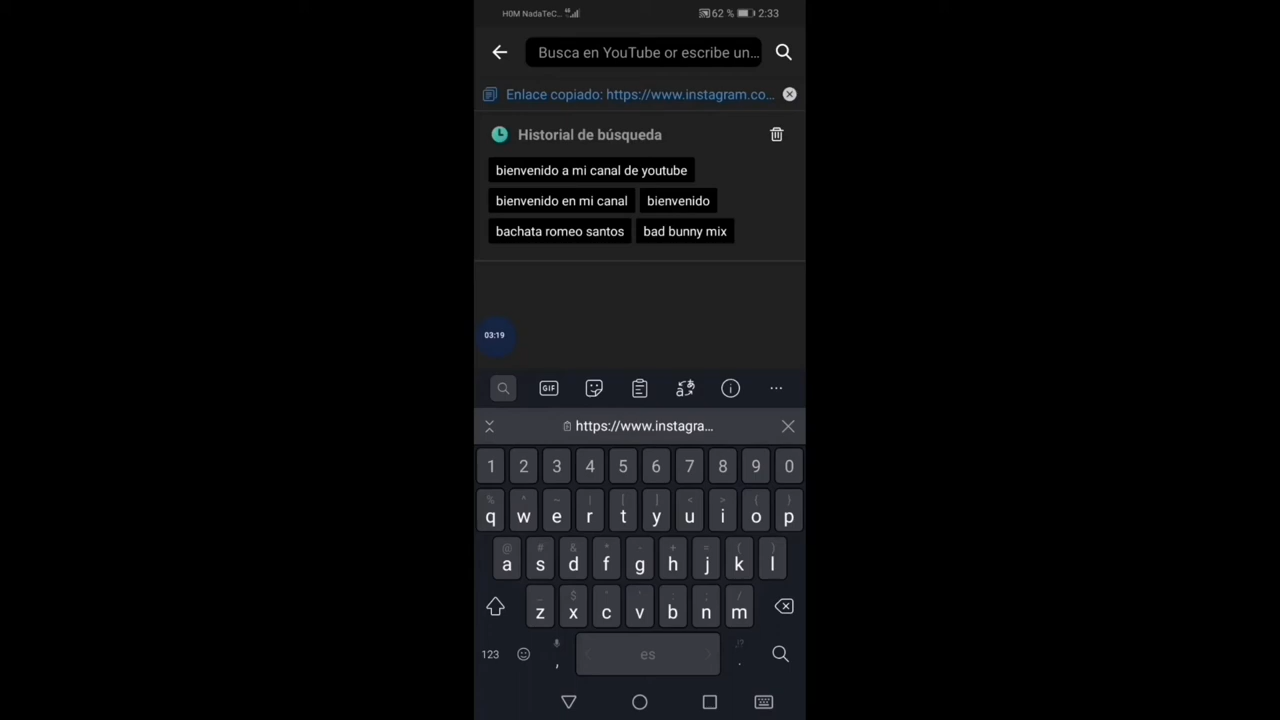 H0M NadaTeC... 62 % 2:33
Busca en YouTube or escribe un...
Enlace copiado: https://www.instagram.co...
Historial de búsqueda
bienvenido a mi canal de youtube
bienvenido en mi canal bienvenido
bachata romeo santos bad bunny mix
03:19
GIF
https://www.instagra...
1 2 3 4 5 6 7 8 9 0
% ^ ~ | [ ] < > { }
q w e r t y u i o p
@ # & * - + = ( )
a s d f g h j k l
z x c v b n m
123 , es .